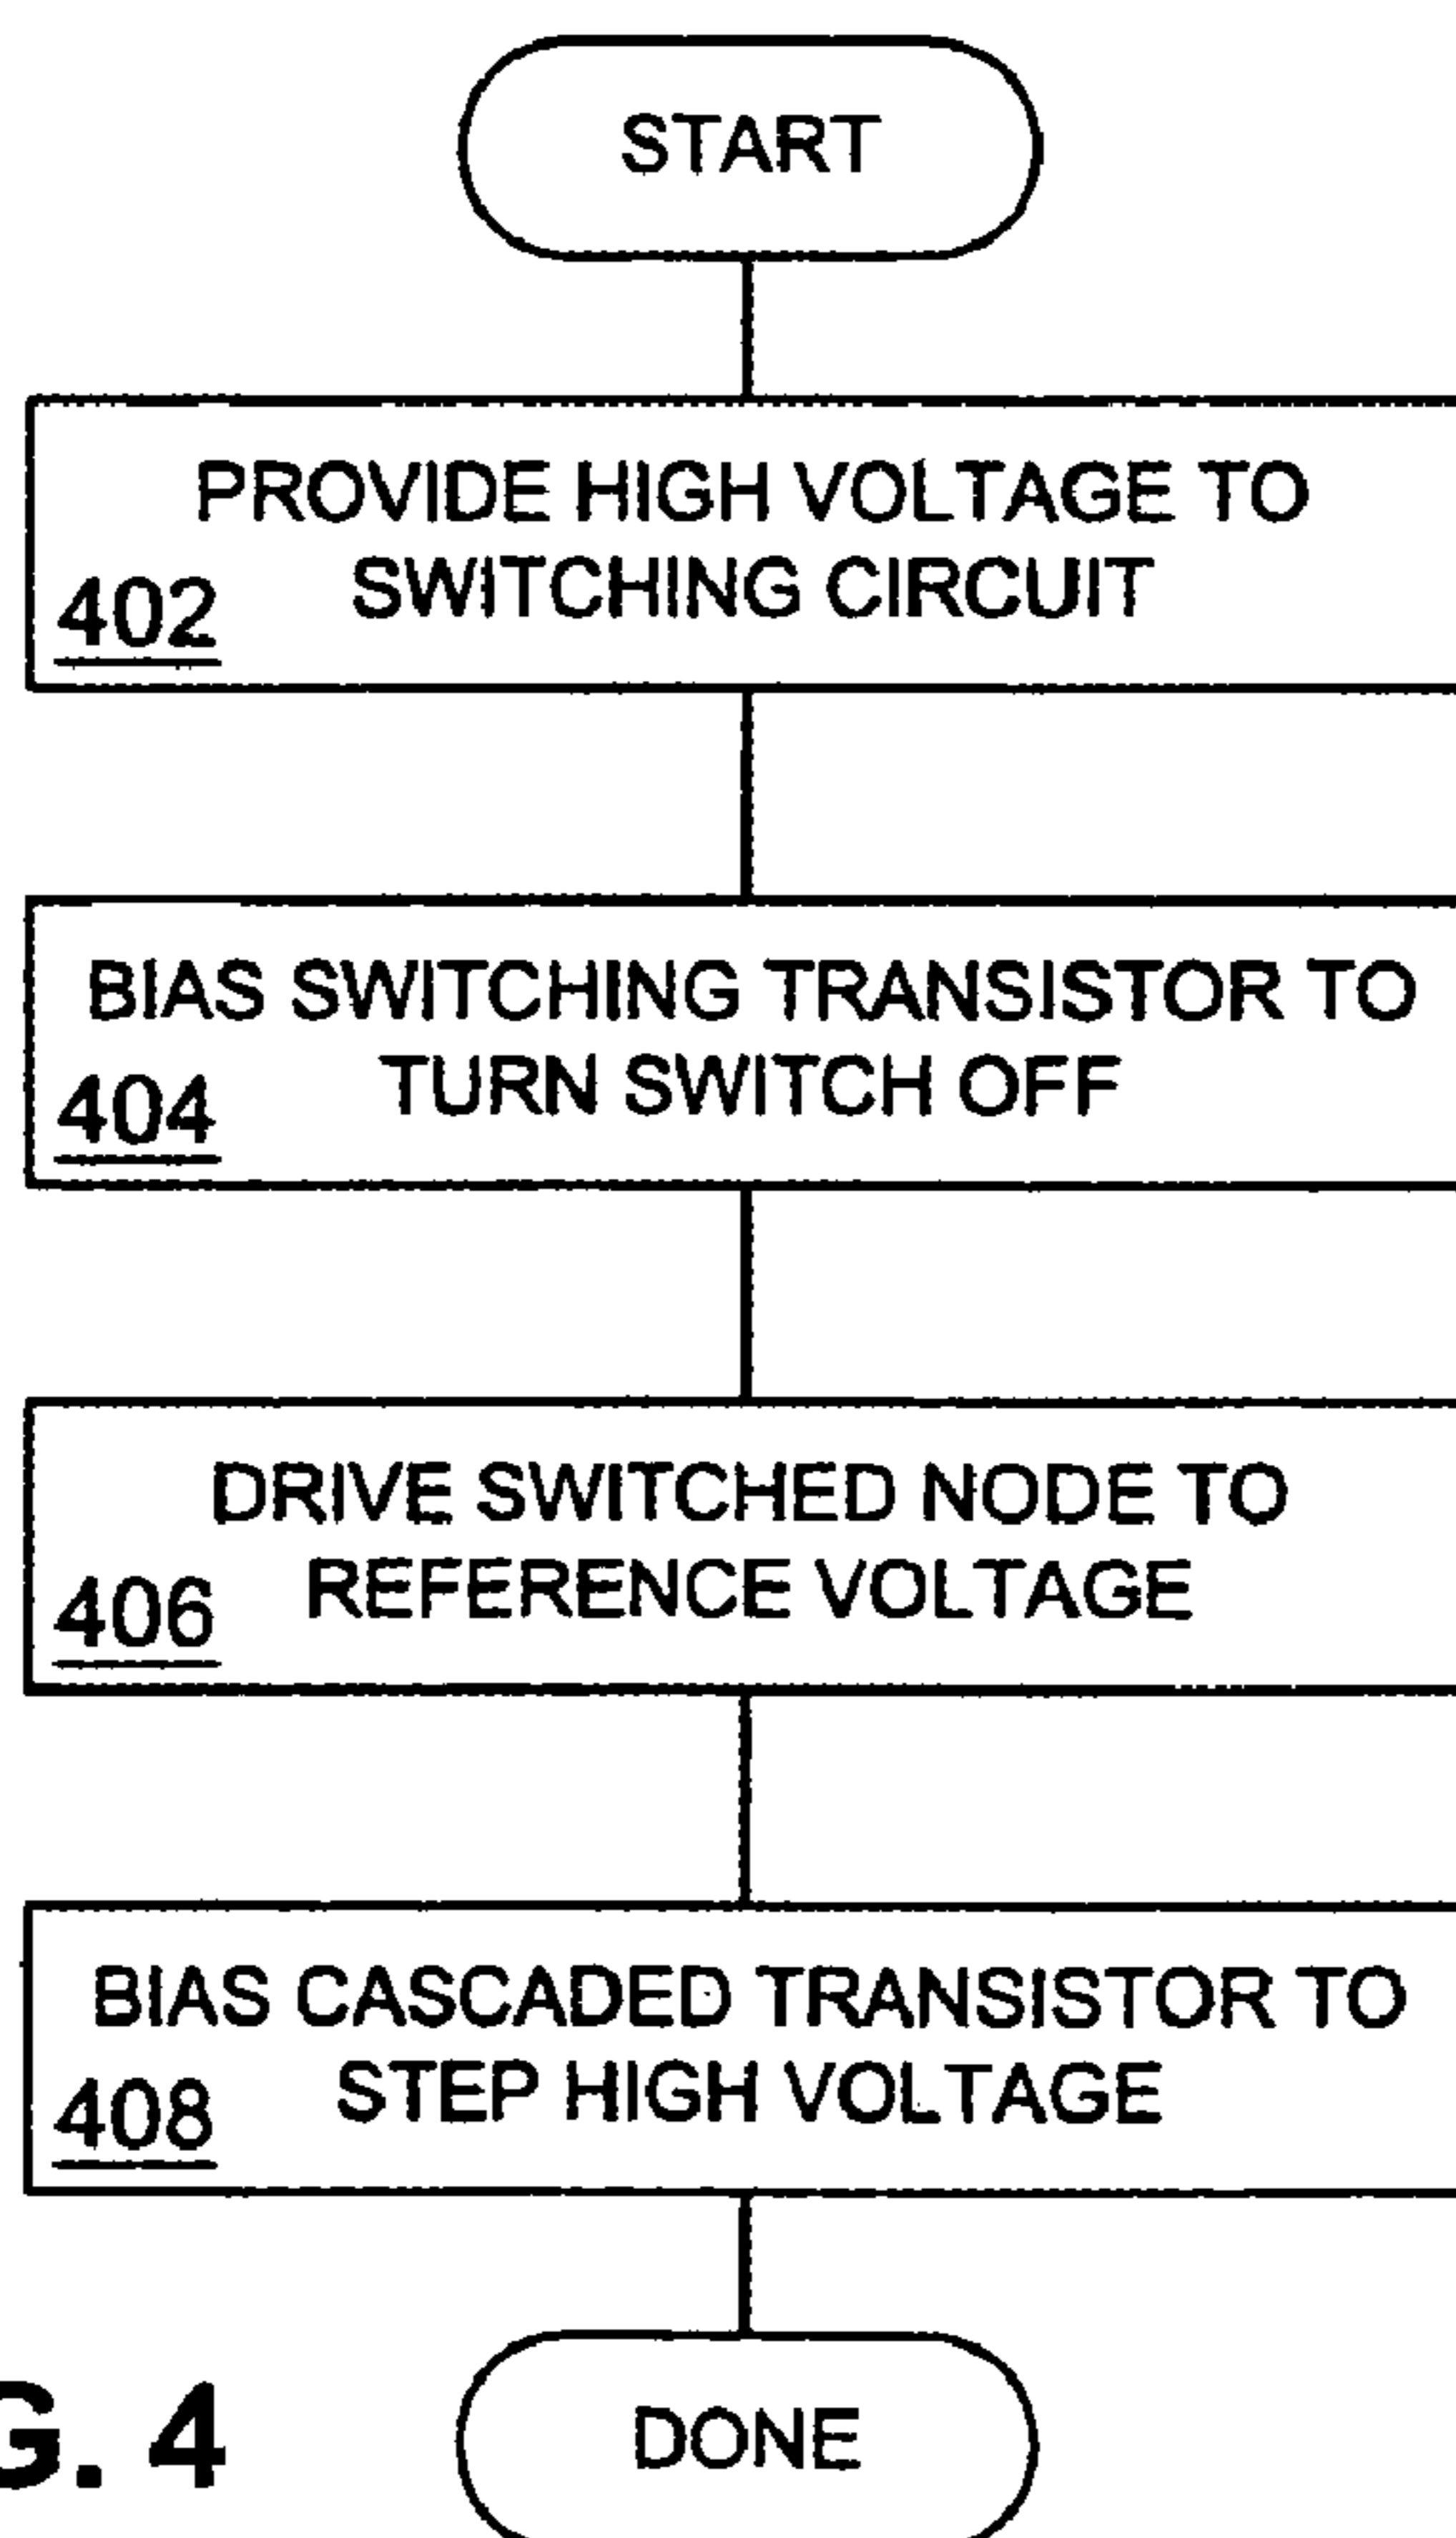 START
PROVIDE HIGH VOLTAGE TO
SWITCHING CIRCUIT
402
BIAS SWITCHING TRANSISTOR TO
TURN SWITCH OFF
404
DRIVE SWITCHED NODE TO
REFERENCE VOLTAGE
406
BIAS CASCADED TRANSISTOR TO
STEP HIGH VOLTAGE
408
DONE
G. 4